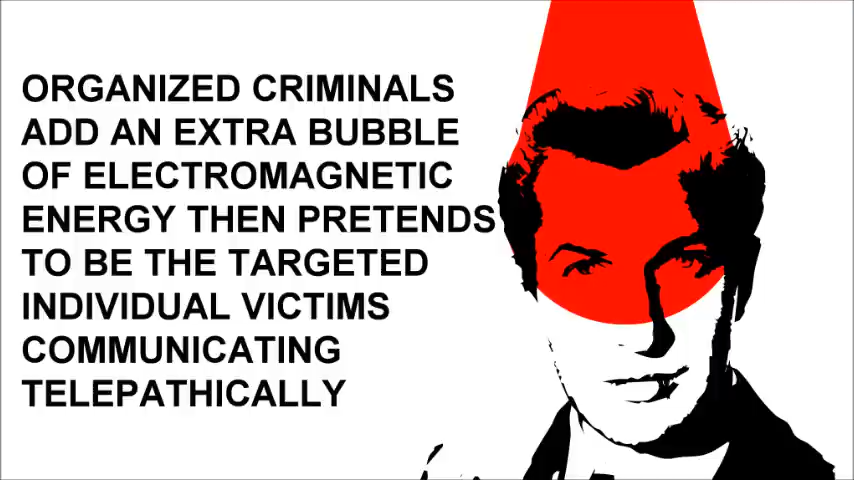 ORGANIZED CRIMINALS
ADD AN EXTRA BUBBLE
OF ELECTROMAGNETIC
ENERGY THEN PRETENDS
TO BE THE TARGETED
INDIVIDUAL VICTIMS
COMMUNICATING
TELEPATHICALLY